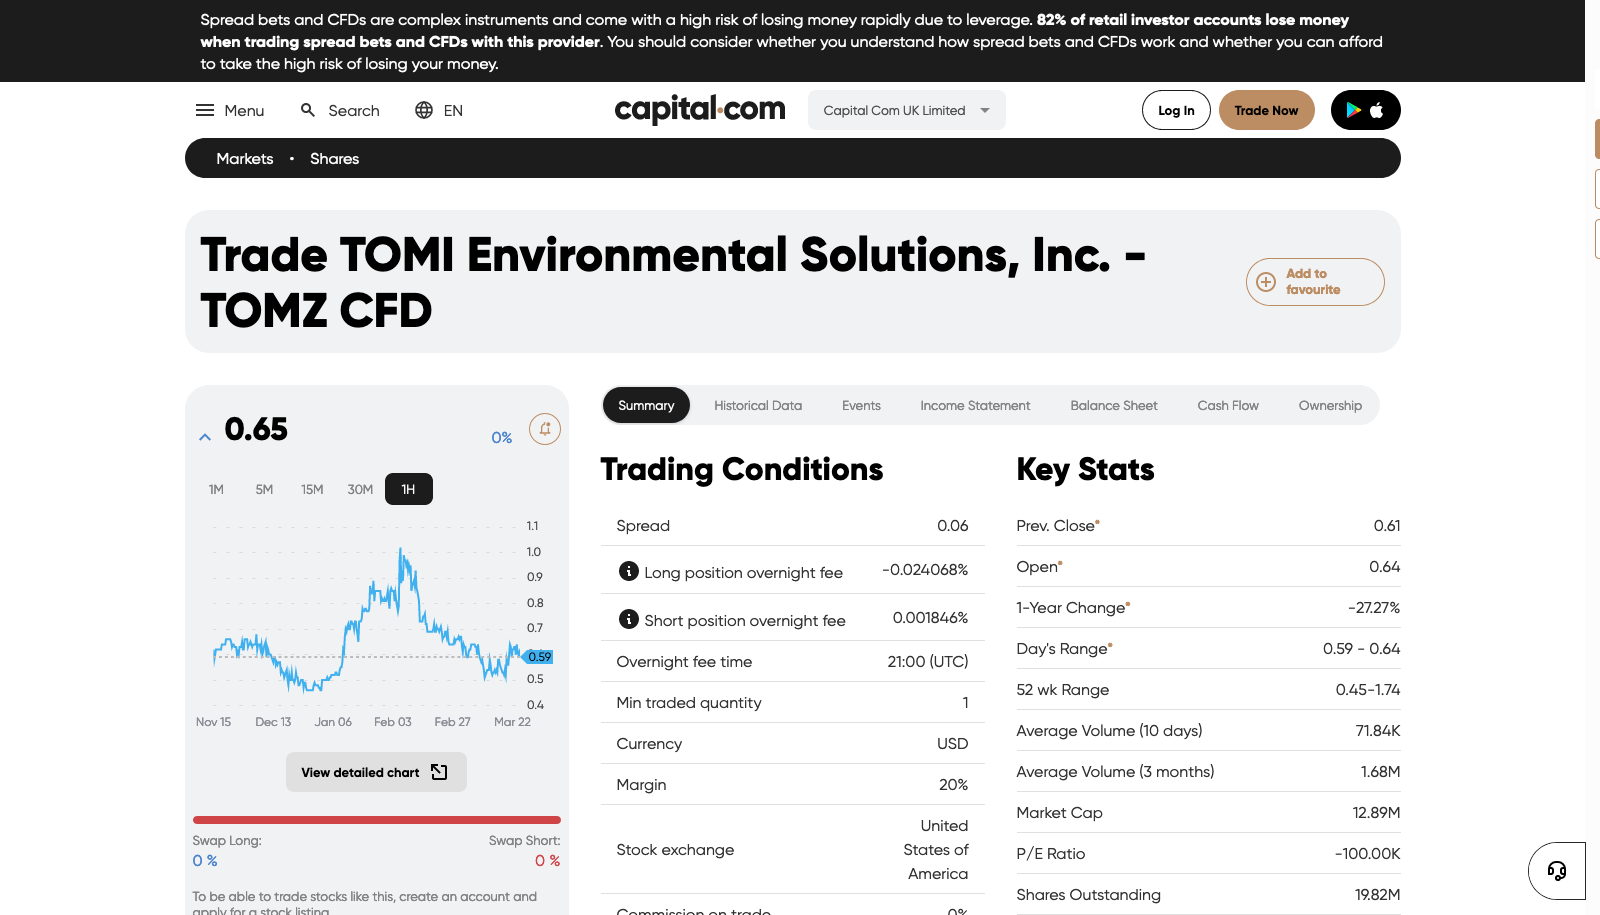 Spread bets and CFDs are complex instruments and come with a high risk of losing money rapidly due to leverage. 82% of retail investor accounts lose money
when trading spread bets and CFDs with this provider. You should consider whether you understand how spread bets and CFDs work and whether you can afford
to take the high risk of losing your money.
Menu Search EN capital.com Capital Com UK Limited Log In Trade Now
Markets • Shares
Trade TOMI Environmental Solutions, Inc. -
TOMZ CFD
Add to
favourite
0.65
0%
1M 5M 15M 30M 1H
1.1
1.0
0.9
0.8
0.7
0.59
0.5
0.4
Nov 15 Dec 13 Jan 06 Feb 03 Feb 27 Mar 22
View detailed chart
Swap Long: Swap Short:
0 % 0 %
To be able to trade stocks like this, create an account and
apply for a stock listing
Summary Historical Data Events Income Statement Balance Sheet Cash Flow Ownership
Trading Conditions
Spread 0.06
Long position overnight fee -0.024068%
Short position overnight fee 0.001846%
Overnight fee time 21:00 (UTC)
Min traded quantity 1
Currency USD
Margin 20%
Stock exchange United
States of
America
Commission on trade 0%
Key Stats
Prev. Close* 0.61
Open* 0.64
1-Year Change* -27.27%
Day's Range* 0.59 - 0.64
52 wk Range 0.45-1.74
Average Volume (10 days) 71.84K
Average Volume (3 months) 1.68M
Market Cap 12.89M
P/E Ratio -100.00K
Shares Outstanding 19.82M